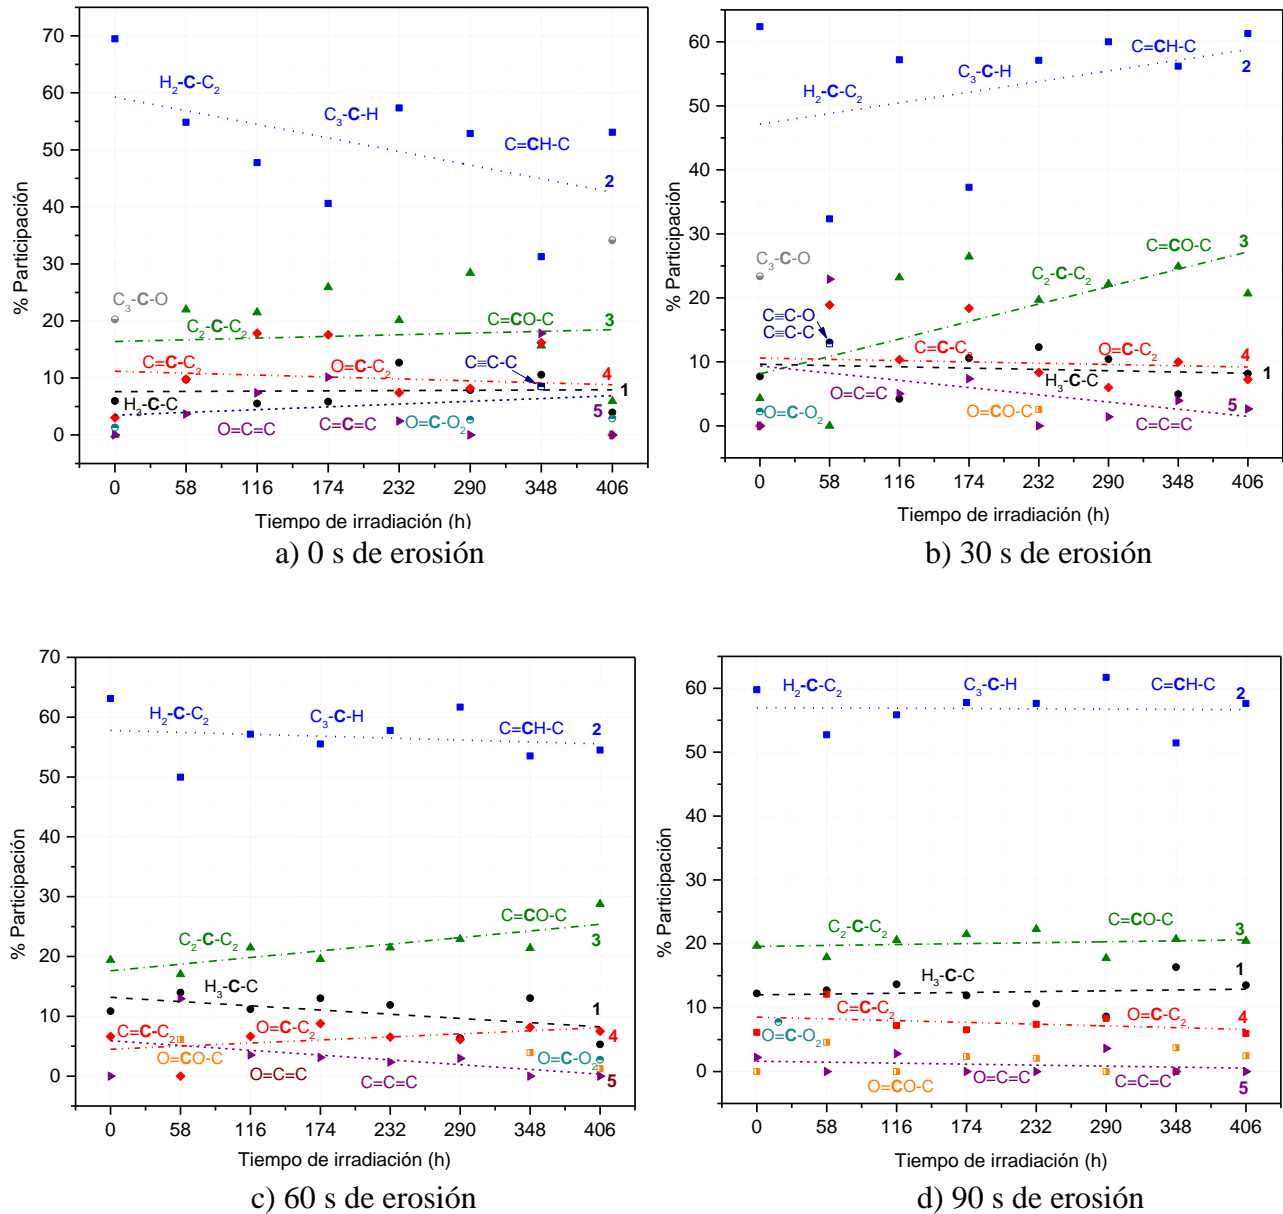 70
60
50
40
30
20
10
0
% Participación
H₂-C-C₂
C₃-C-H
C=CH-C
2
C₃-C-O
C₂-C-C₂
C=CO-C
3
C=C-C₂
O=C-C₂
C≡C-C
4
1
H₂-C-C
5
O=C=C
C=C=C
O=C-O₂
0 58 116 174 232 290 348 406
Tiempo de irradiación (h)
a) 0 s de erosión
60
50
40
30
20
10
0
% Participación
C=CH-C
2
C₃-C-H
H₂-C-C₂
C=CO-C
3
C₃-C-O
C₂-C-C₂
C≡C-O
C≡C-C
C=C-C₂
O=C-C₂
4
H₃-C-C
1
O=C=C
O=C-O₂
O=CO-C
C=C=C
5
0 58 116 174 232 290 348 406
Tiempo de irradiación (h)
b) 30 s de erosión
70
60
50
40
30
20
10
0
% Participación
H₂-C-C₂
C₃-C-H
C=CH-C
2
C=CO-C
3
C₂-C-C₂
H₃-C-C
1
C=C-C₂
O=C-C₂
4
O=CO-C
O=C-O₂
O=C=C
C=C=C
5
0 58 116 174 232 290 348 406
Tiempo de irradiación (h)
c) 60 s de erosión
60
50
40
30
20
10
0
% Participación
H₂-C-C₂
C₃-C-H
C=CH-C
2
C₂-C-C₂
C=CO-C
3
H₃-C-C
1
C=C-C₂
O=C-C₂
4
O=C-O₂
O=CO-C
O=C=C
C=C=C
5
0 58 116 174 232 290 348 406
Tiempo de irradiación (h)
d) 90 s de erosión